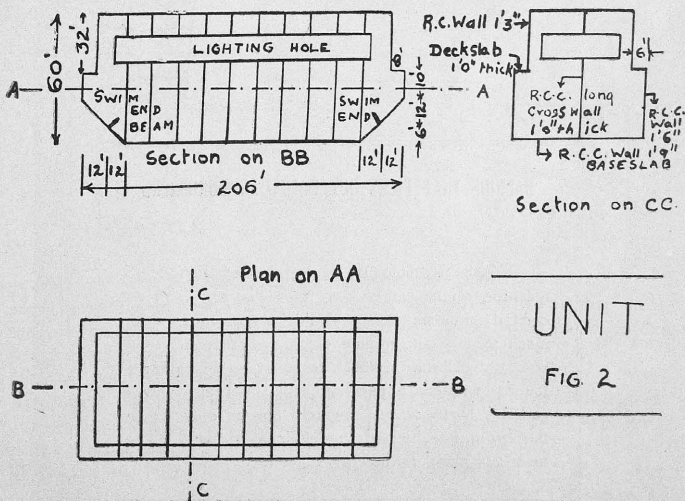 60'
32'
LIGHTING HOLE
8'
A
A
SWIM
END
BEAM
SWIM
END
10'
12'
6'
12' 12'
Section on BB
12' 12'
206'
R.C. Wall 1'3"
Deckslab
1'0" thick
6"
R.C.C. long
Cross Wall
1'0" thick
R.C.C.
Wall
1'6"
R.C.C. Wall 1'9"
BASESLAB
Section on CC.
Plan on AA
C
B
B
C
UNIT
FIG. 2